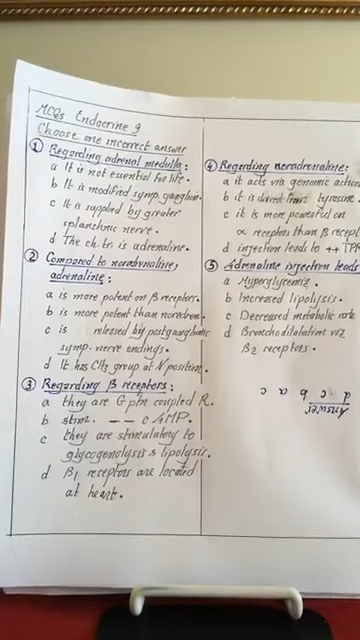 MCQs Endocrine 9
Choose one incorrect answer
① Regarding adrenal medulla:
a It is not essential for life.
b It is modified symp. ganglion.
c It is supplied by greater
splanchnic nerve.
d The ch. tr is adrenaline.
② Compared to noradrenaline,
adrenaline:
a is more potent on β receptors.
b is more potent than noradren.
c is released by postganglionic
symp. nerve endings.
d It has CH3 group at N position.
③ Regarding β receptors:
a they are G ptn coupled R.
b stim. — — cAMP.
c they are stimulatory to
glycogenolysis & lipolysis.
d β1 receptors are located
at heart.
④ Regarding noradrenaline:
a it acts via genomic action
b it is derived from tyrosine.
c it is more powerful on
α receptors than β recept
d injection leads to ++ TPR
⑤ Adrenaline injection leads
a Hyperglycemia.
b Increased lipolysis.
c Decreased metabolic rate
d Bronchodilatation via
β2 receptors.
Answer
d c b a c